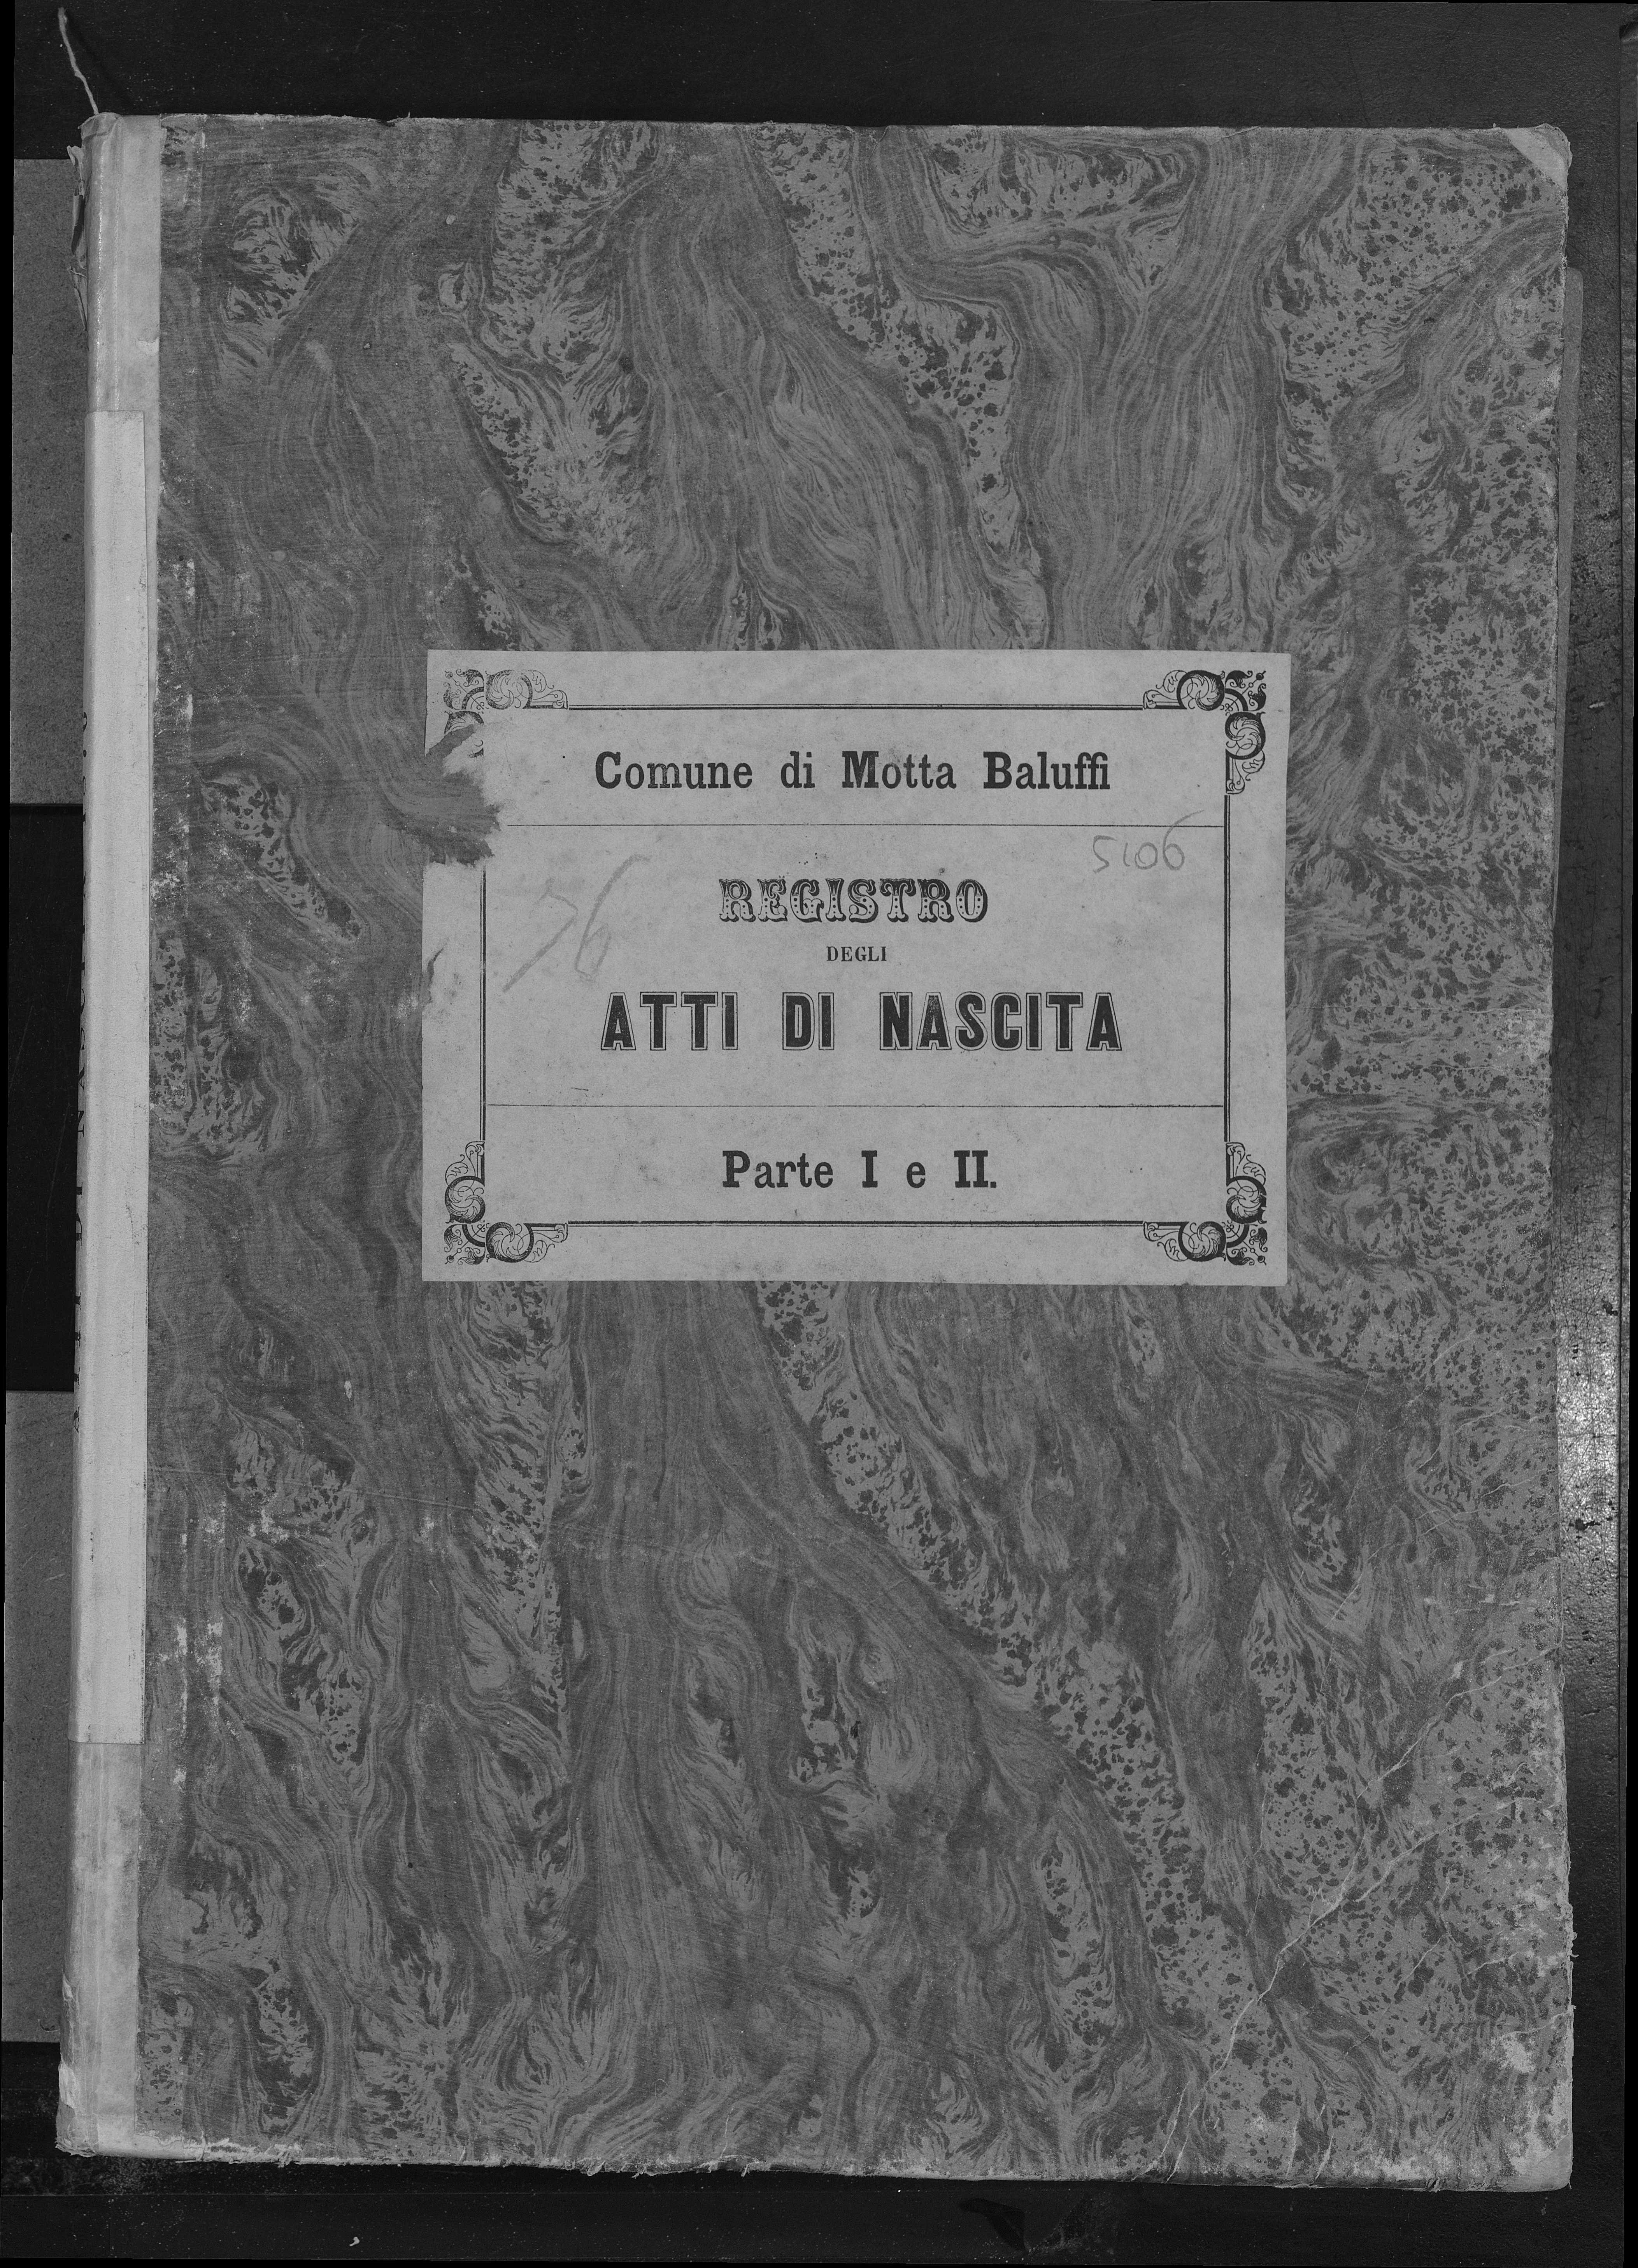 Comune di Motta Baluffi
5106
REGISTRO
76
DEGLI
ATTI DI NASCITA
Parte I e II.